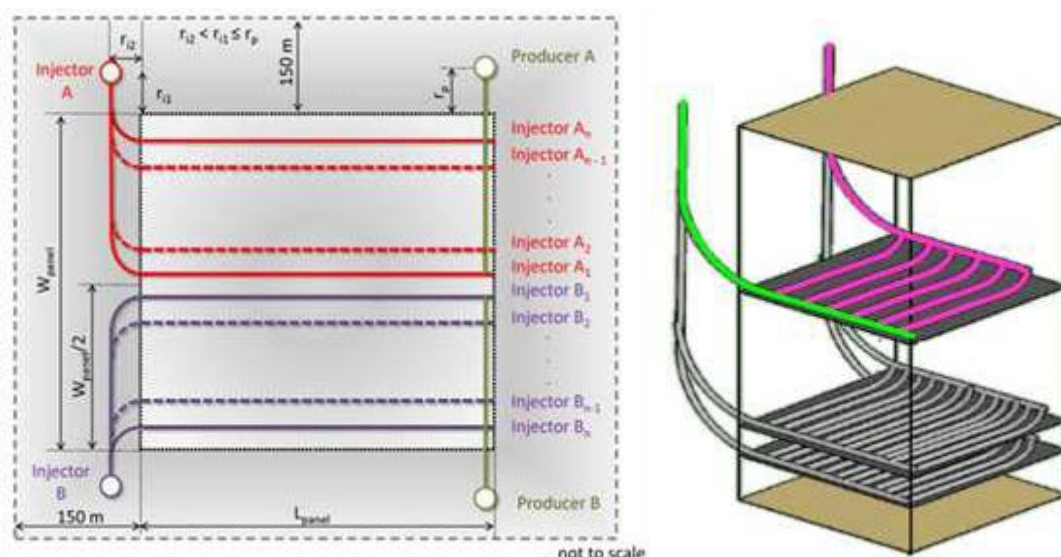 r_i2
r_i2 < r_i1 ≤ r_p
150 m
Producer A
Injector
A
r_i1
r_p
Injector A_n
Injector A_n-1
W_panel
Injector A_2
Injector A_1
Injector B_1
Injector B_2
W_panel/2
Injector B_n-1
Injector B_n
Injector
B
150 m
L_panel
Producer B
not to scale